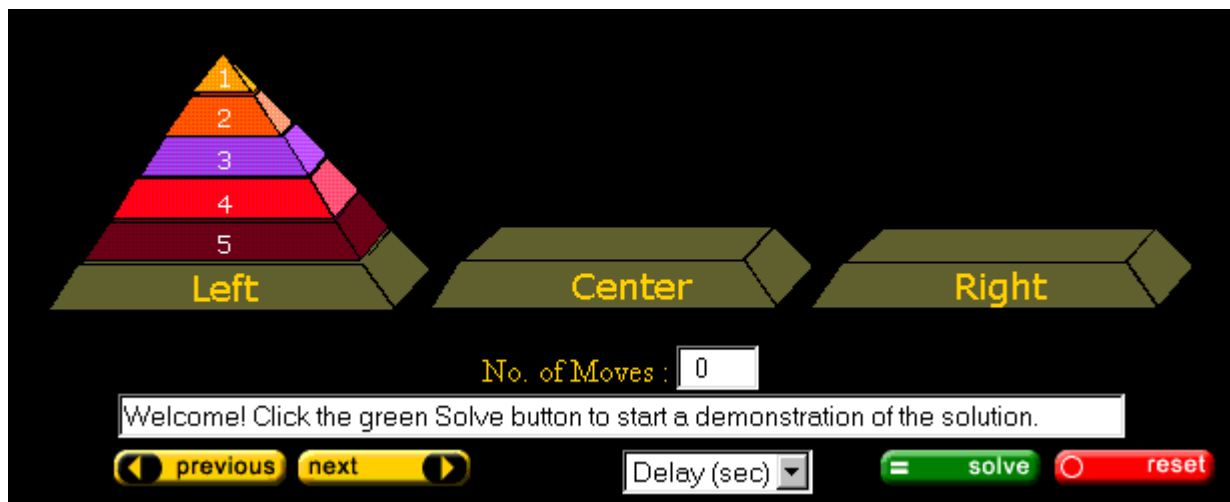 1
2
3
4
5
Left Center Right
No. of Moves : 0
Welcome! Click the green Solve button to start a demonstration of the solution.
previous next Delay (sec) = solve reset